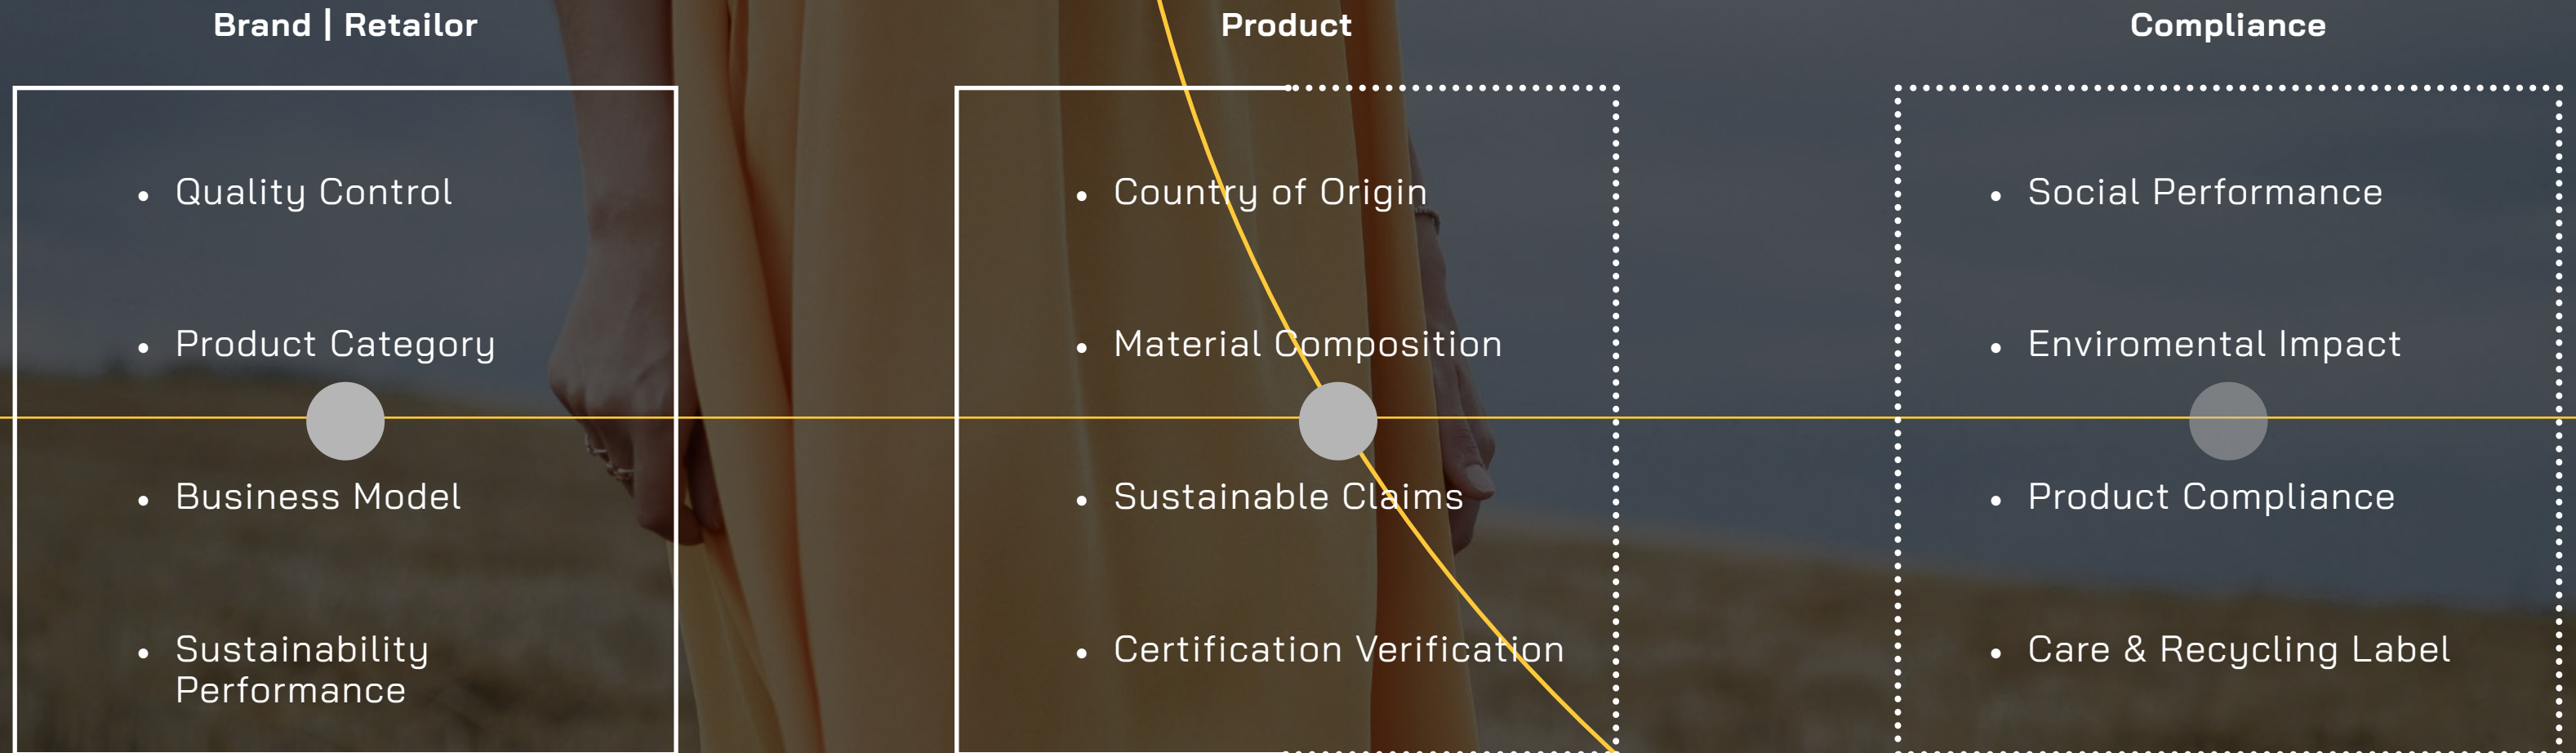 Brand | Retailor
Quality Control
Product Category
Business Model
Sustainability
Performance
Product
Country of Origin
Material Composition
Sustainable Claims
Certification Verification
Compliance
Social Performance
Enviromental Impact
Product Compliance
Care & Recycling Label